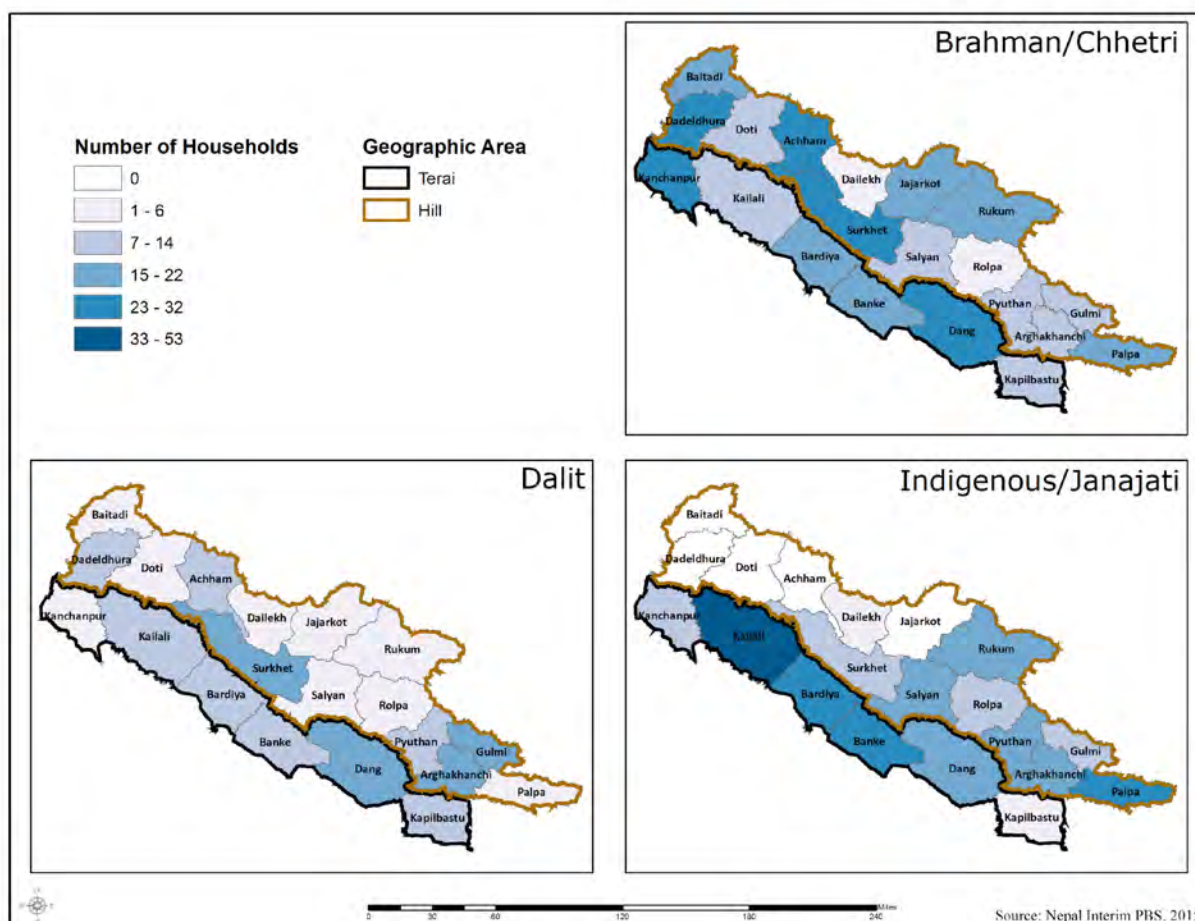 Brahman/Chhetri
Number of Households
0
1 - 6
7 - 14
15 - 22
23 - 32
33 - 53
Geographic Area
Terai
Hill
Baitadi
Dadeldhura
Doti
Achham
Kanchanpur
Kailali
Dailekh
Jajarkot
Rukum
Surkhet
Bardiya
Salyan
Rolpa
Banke
Pyuthan
Gulmi
Dang
Arghakhanchi
Palpa
Kapilbastu
Dalit
Baitadi
Dadeldhura
Doti
Achham
Kanchanpur
Kailali
Dailekh
Jajarkot
Rukum
Surkhet
Bardiya
Salyan
Rolpa
Banke
Pyuthan
Gulmi
Dang
Arghakhanchi
Palpa
Kapilbastu
Indigenous/Janajati
Baitadi
Dadeldhura
Doti
Achham
Kanchanpur
Kailali
Dailekh
Jajarkot
Rukum
Surkhet
Bardiya
Salyan
Rolpa
Banke
Pyuthan
Gulmi
Dang
Arghakhanchi
Palpa
Kapilbastu
0 30 60 120 180 240 Miles
Source: Nepal Interim PBS,